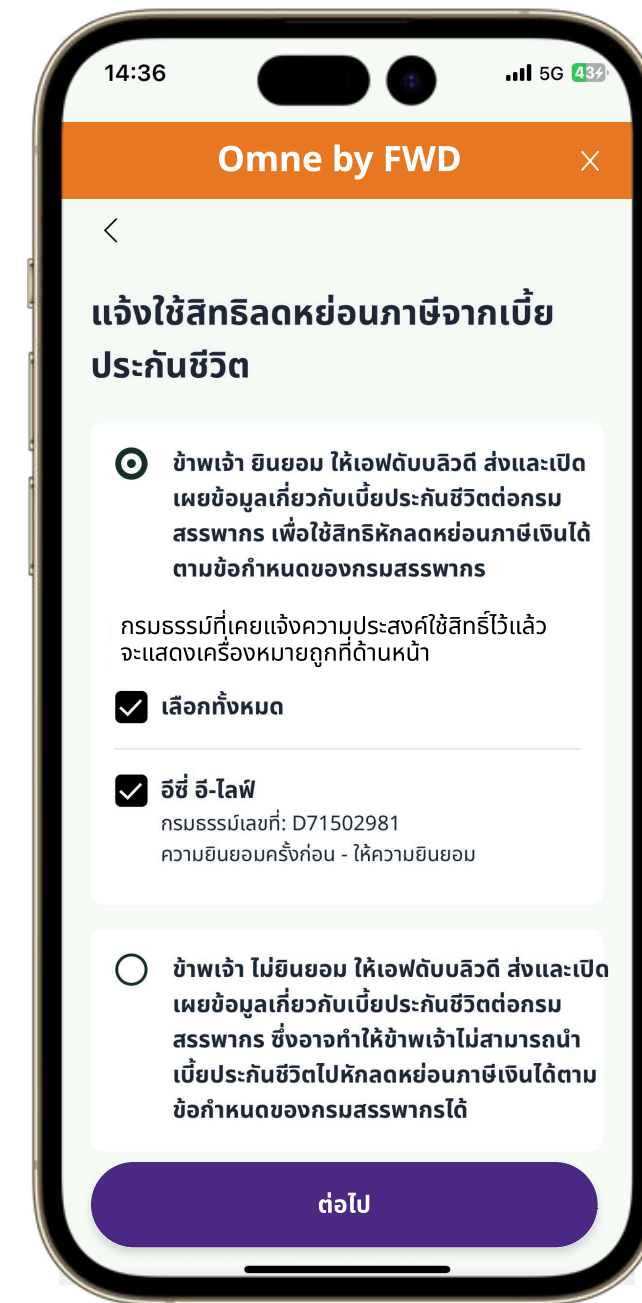 14:36
5G 43
Omne by FWD
แจ้งใช้สิทธิลดหย่อนภาษีจากเบี้ย
ประกันชีวิต
ข้าพเจ้า ยินยอม ให้เอฟดับบลิวดี ส่งและเปิด
เผยข้อมูลเกี่ยวกับเบี้ยประกันชีวิตต่อกรม
สรรพากร เพื่อใช้สิทธิหักลดหย่อนภาษีเงินได้
ตามข้อกำหนดของกรมสรรพากร
กรมธรรม์ที่เคยแจ้งความประสงค์ใช้สิทธิ์ไว้แล้ว
จะแสดงเครื่องหมายถูกที่ด้านหน้า
เลือกทั้งหมด
อีซี่ อี-ไลฟ์
กรมธรรม์เลขที่: D71502981
ความยินยอมครั้งก่อน - ให้ความยินยอม
ข้าพเจ้า ไม่ยินยอม ให้เอฟดับบลิวดี ส่งและเปิด
เผยข้อมูลเกี่ยวกับเบี้ยประกันชีวิตต่อกรม
สรรพากร ซึ่งอาจทำให้ข้าพเจ้าไม่สามารถนำ
เบี้ยประกันชีวิตไปหักลดหย่อนภาษีเงินได้ตาม
ข้อกำหนดของกรมสรรพากรได้
ต่อไป